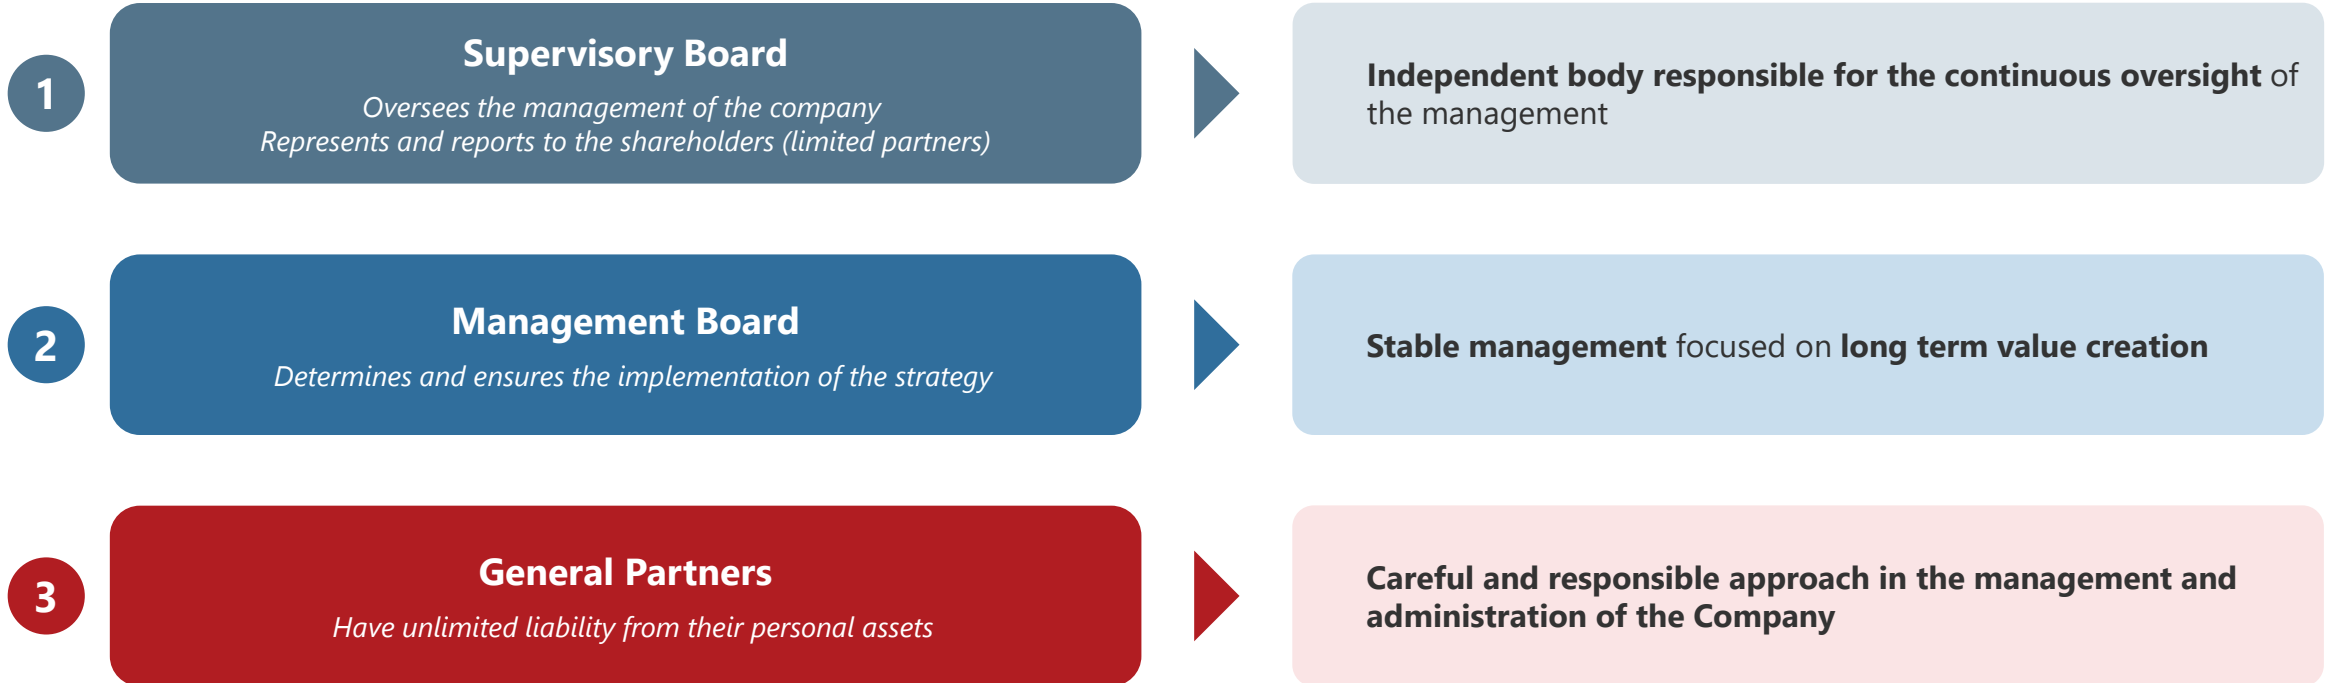 1
Supervisory Board
Oversees the management of the company
Represents and reports to the shareholders (limited partners)
Independent body responsible for the continuous oversight of
the management
2
Management Board
Determines and ensures the implementation of the strategy
Stable management focused on long term value creation
3
General Partners
Have unlimited liability from their personal assets
Careful and responsible approach in the management and
administration of the Company